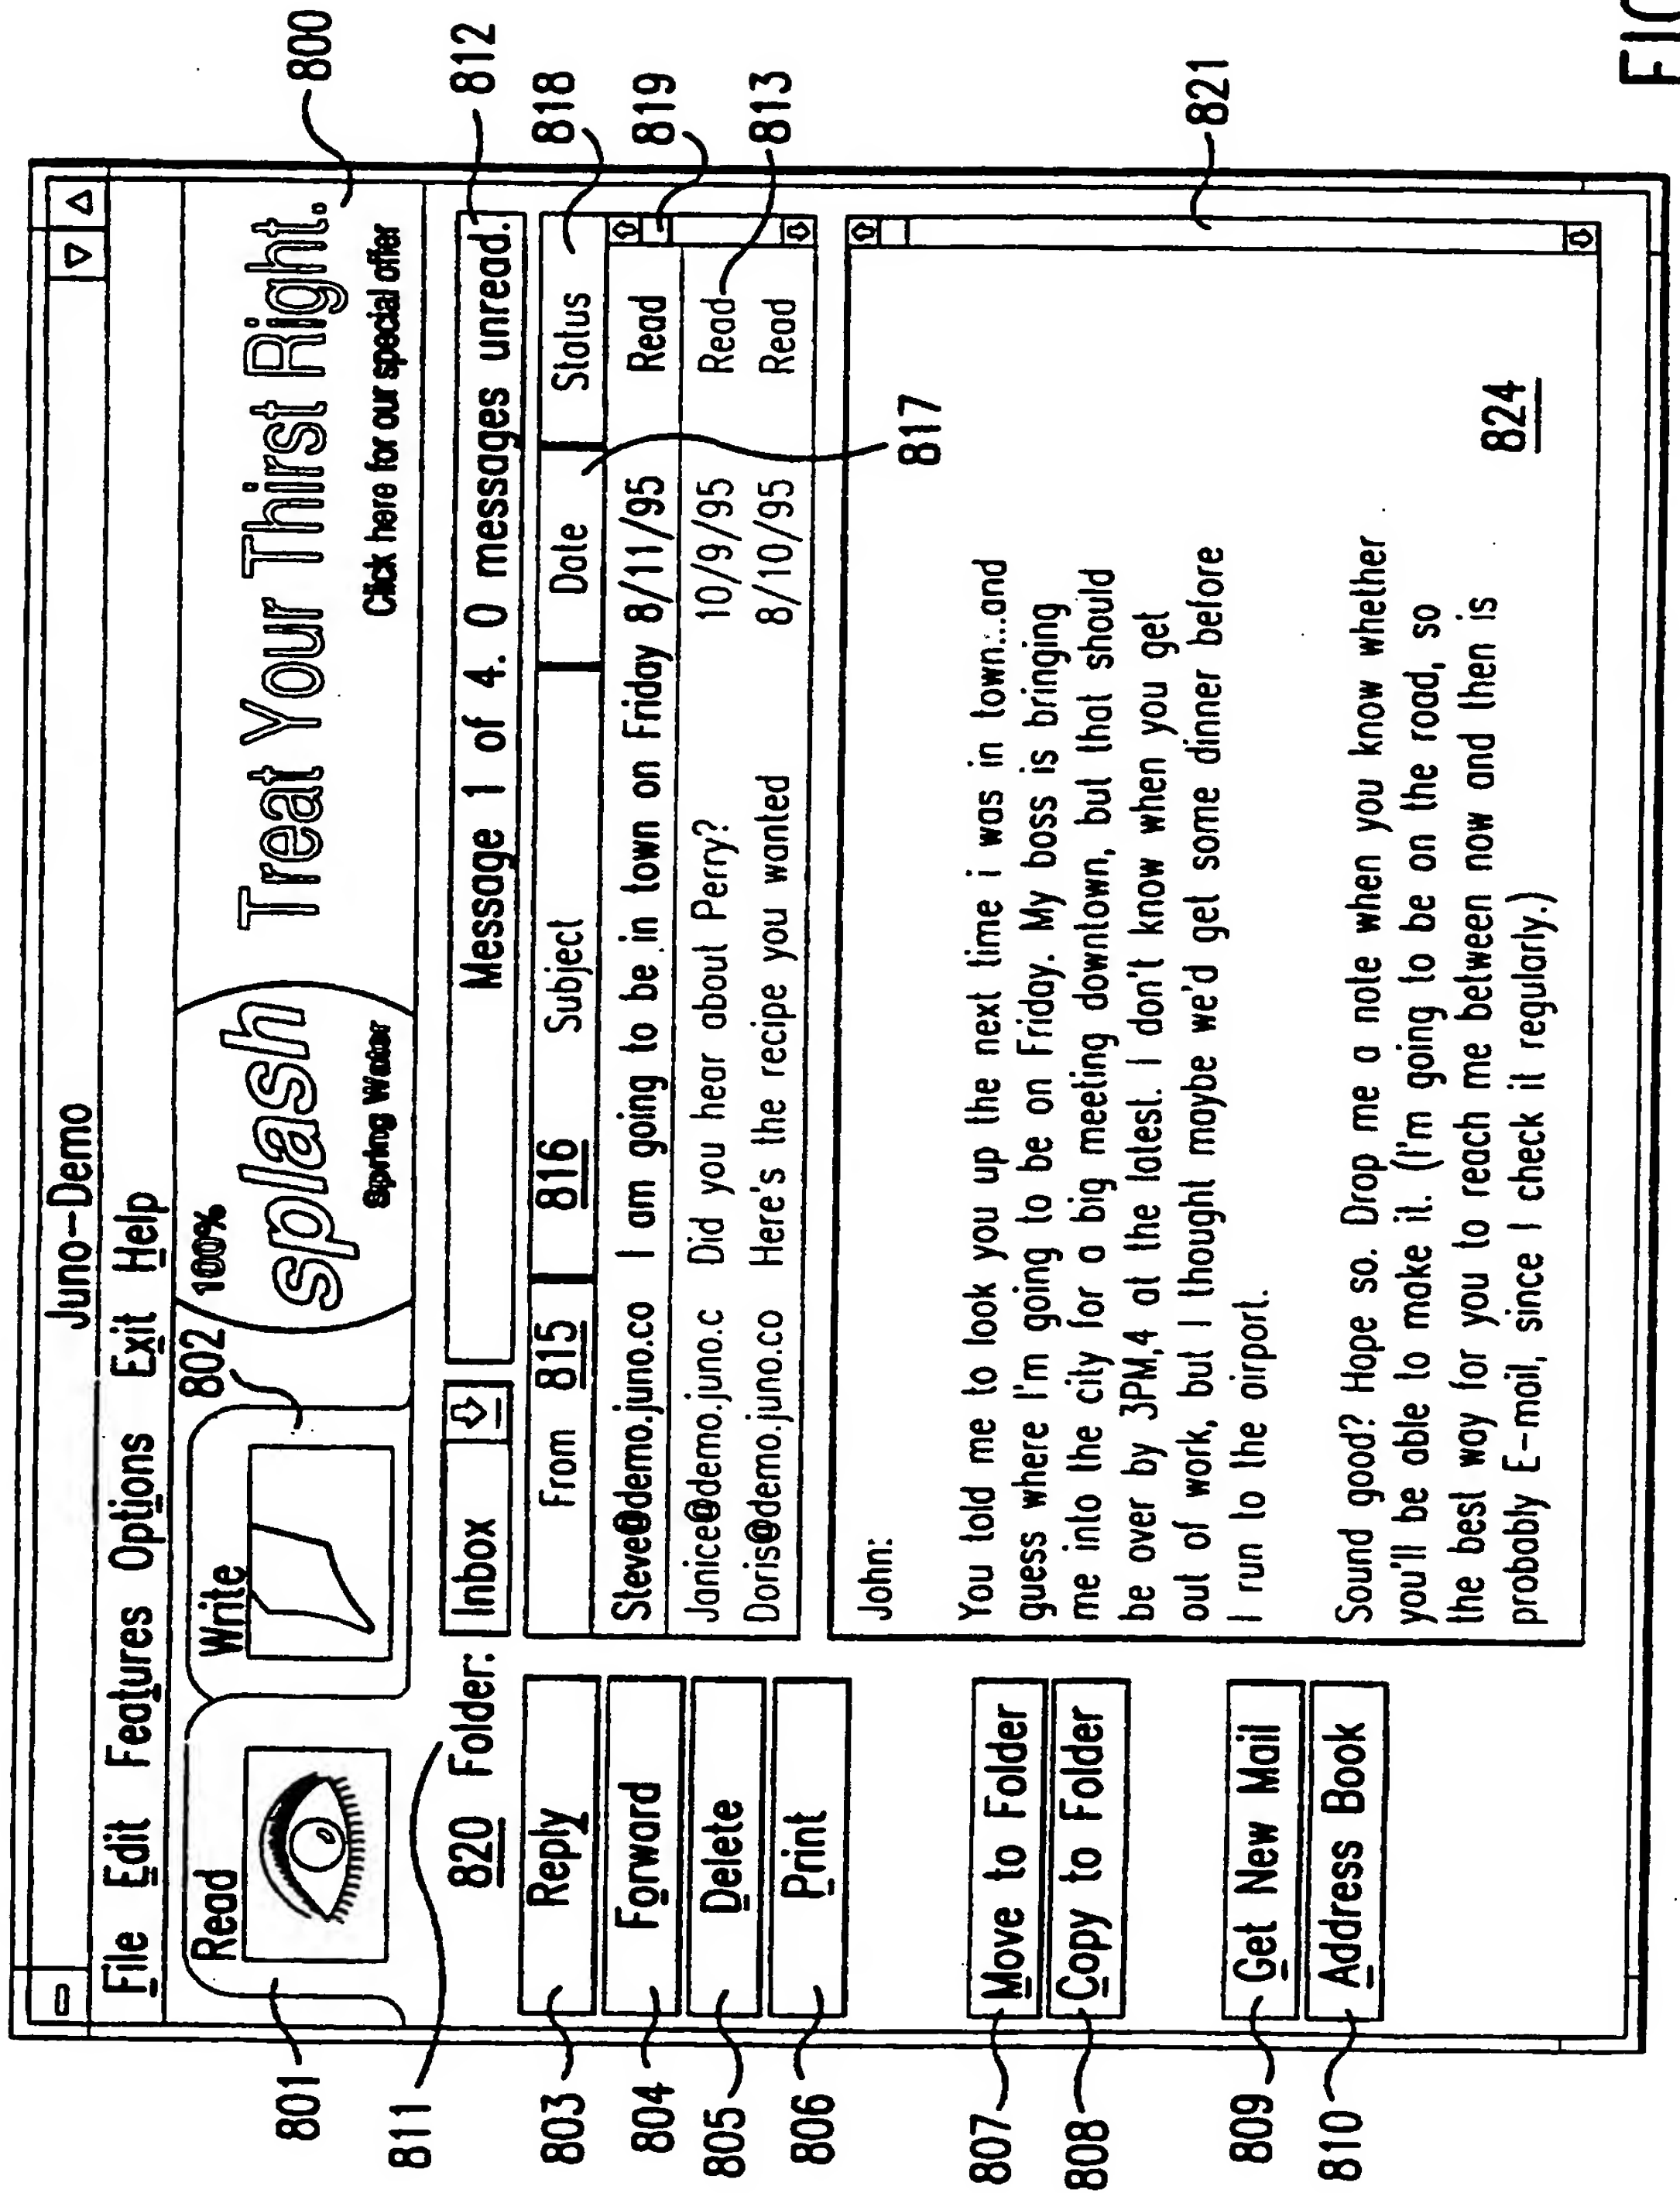 Juno-Demo
File Edit Features Options Exit Help
Read
Write
802
100%
splash
Spring Water
Treat Your Thirst Right.
Click here for our special offer
800
801
811
820 Folder: Inbox
Message 1 of 4. 0 messages unread.
812
From 815
816 Subject
Date
Status
818
Steve@demo.juno.co I am going to be in town on Friday 8/11/95 Read
819
Janice@demo.juno.c Did you hear about Perry? 10/9/95 Read
813
Doris@demo.juno.co Here's the recipe you wanted 8/10/95 Read
817
803 Reply
804 Forward
805 Delete
806 Print
807 Move to Folder
808 Copy to Folder
809 Get New Mail
810 Address Book
John:
You told me to look you up the next time i was in town...and
guess where I'm going to be on Friday. My boss is bringing
me into the city for a big meeting downtown, but that should
be over by 3PM,4 at the latest. I don't know when you get
out of work, but I thought maybe we'd get some dinner before
I run to the airport.
Sound good? Hope so. Drop me a note when you know whether
you'll be able to make it. (I'm going to be on the road, so
the best way for you to reach me between now and then is
probably E-mail, since I check it regularly.)
824
821